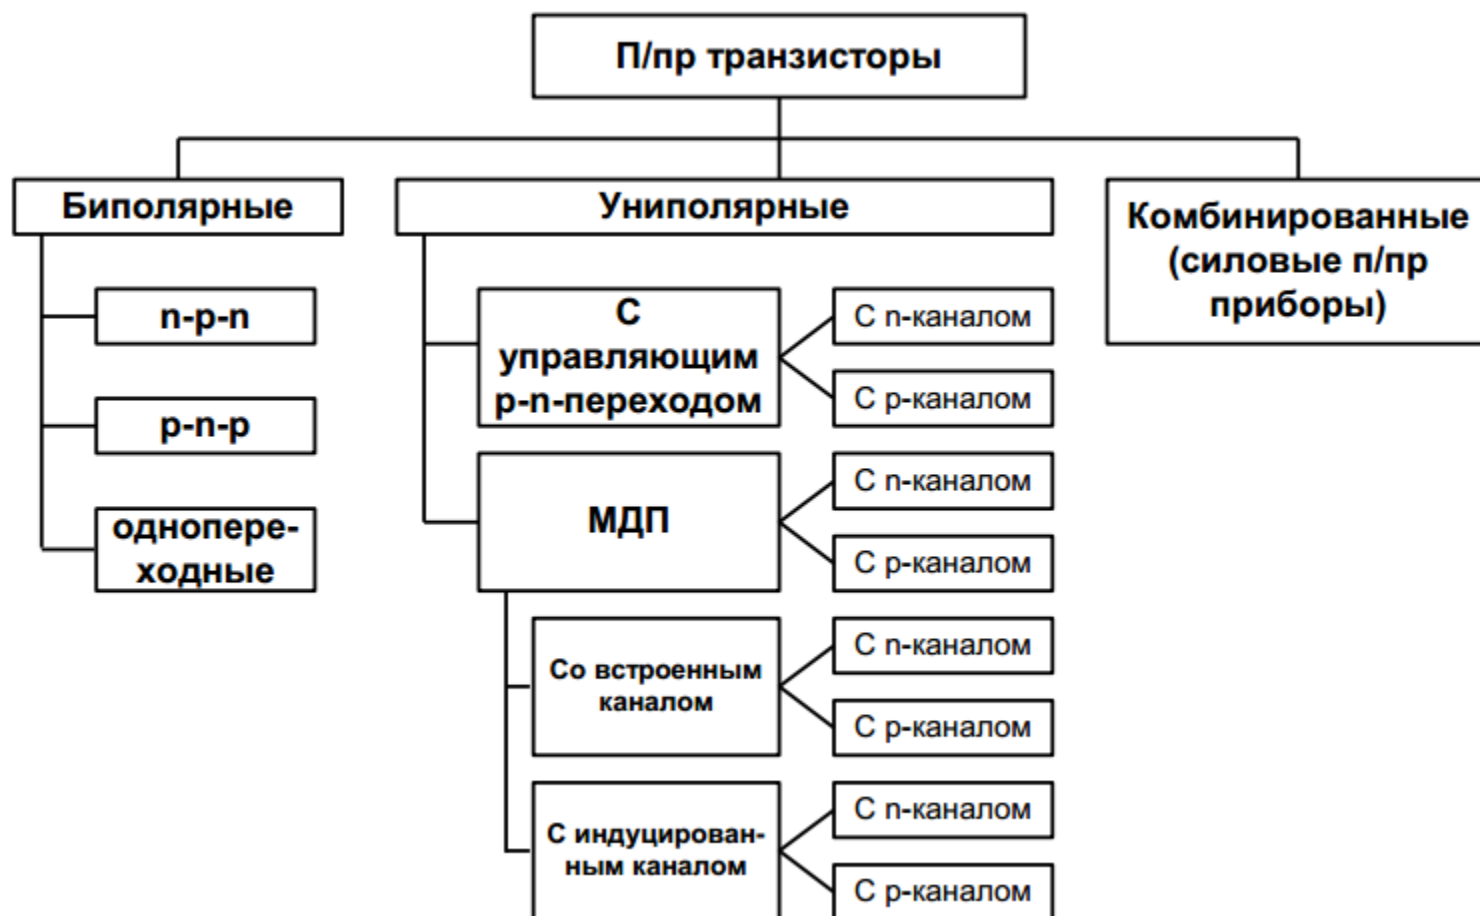 П/пр транзисторы
Биполярные
n-p-n
p-n-p
однопере-
ходные
Униполярные
С
управляющим
p-n-переходом
С n-каналом
С p-каналом
МДП
С n-каналом
С p-каналом
Со встроенным
каналом
С n-каналом
С p-каналом
С индуцирован-
ным каналом
С n-каналом
С p-каналом
Комбинированные
(силовые п/пр
приборы)